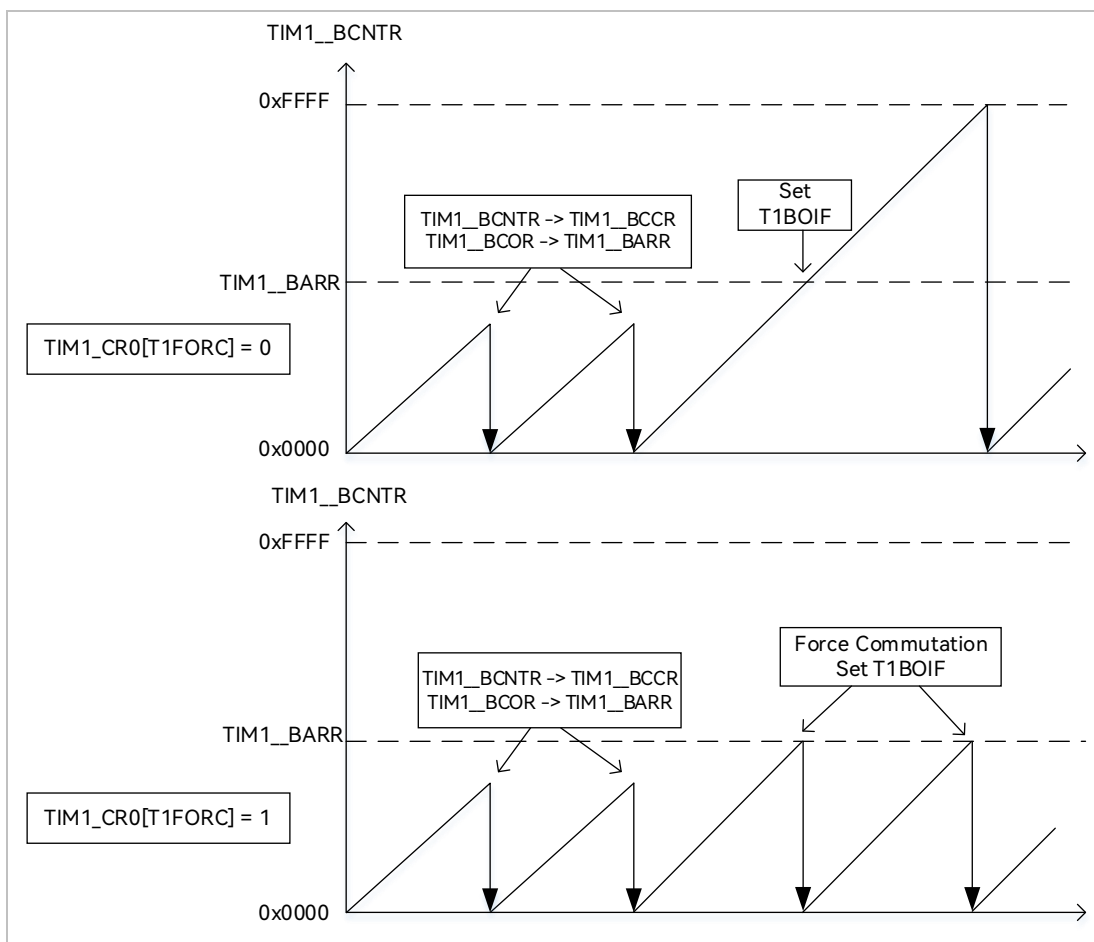 TIM1__BCNTR
0xFFFF
Set
T1BOIF
TIM1__BCNTR -> TIM1__BCCR
TIM1__BCOR -> TIM1__BARR
TIM1__BARR
TIM1_CR0[T1FORC] = 0
0x0000
TIM1__BCNTR
0xFFFF
Force Commutation
Set T1BOIF
TIM1__BCNTR -> TIM1__BCCR
TIM1__BCOR -> TIM1__BARR
TIM1__BARR
TIM1_CR0[T1FORC] = 1
0x0000